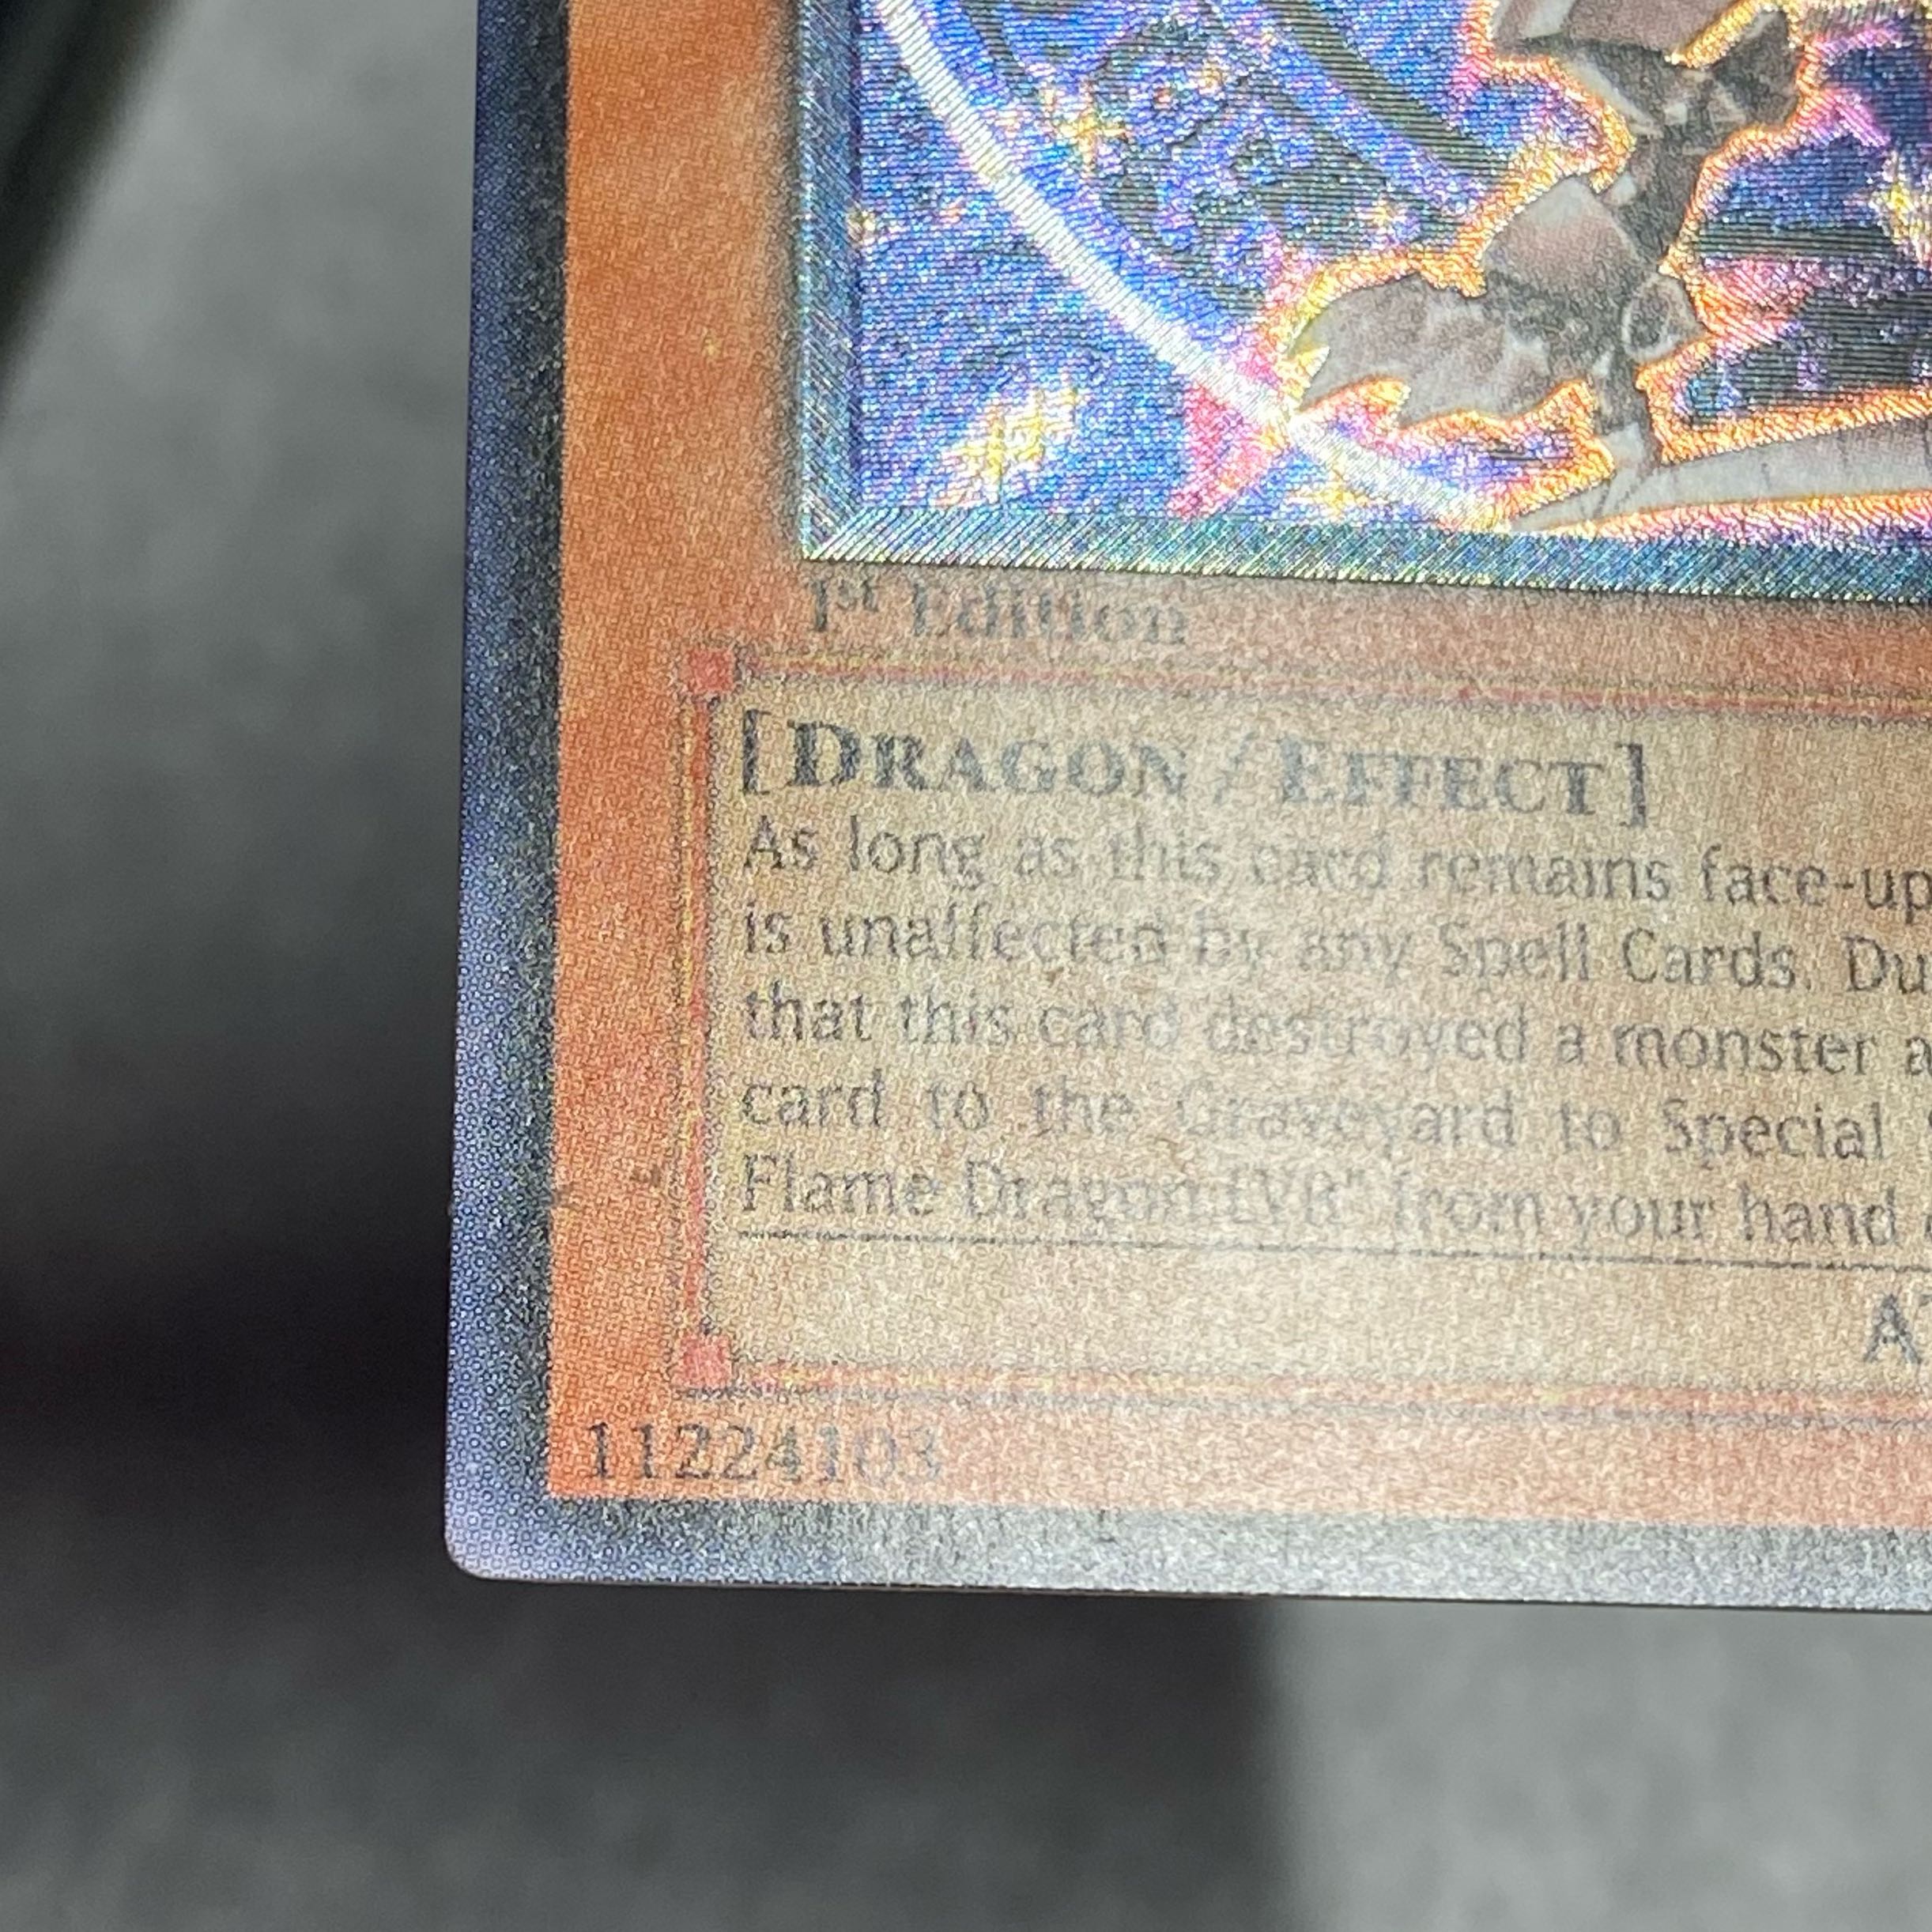 1st Edition
[DRAGON / EFFECT]
As long as this card remains face-up
is unaffected by any Spell Cards. Du
that this card destroyed a monster a
card to the Graveyard to Special
Flame Dragon LV8" from your hand
A
11224103